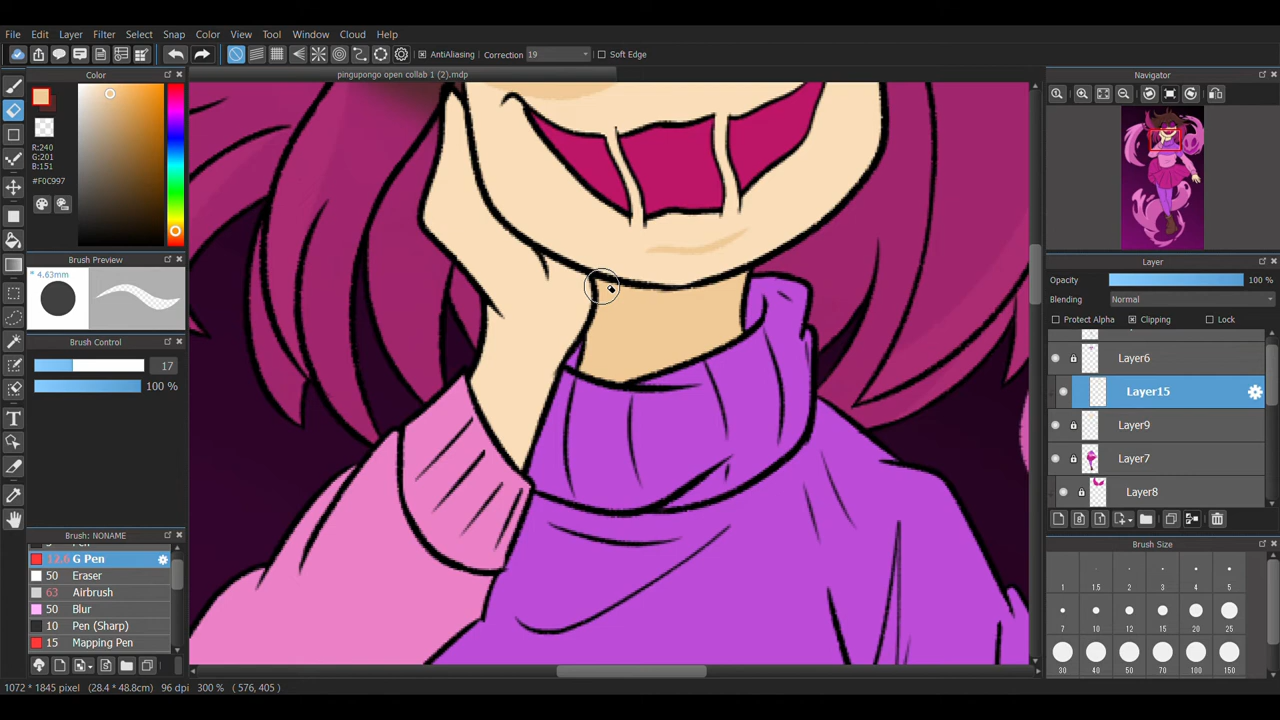 File Edit Layer Filter Select Snap Color View Tool Window Cloud Help
AntiAliasing Correction 19 Soft Edge
pingupongo open collab 1 (2).mdp
Color
R:240
G:201
B:151
#F0C997
Brush Preview
* 4.63mm
Brush Control
17
100 %
Brush: NONAME
12.6 G Pen
50 Eraser
63 Airbrush
50 Blur
10 Pen (Sharp)
15 Mapping Pen
1072 * 1845 pixel (28.4 * 48.8cm) 96 dpi 300 % ( 576, 405 )
Navigator
Layer
Opacity 100 %
Blending Normal
Protect Alpha Clipping Lock
Layer6
Layer15
Layer9
Layer7
Layer8
Brush Size
1 1.5 2 3 4 5
7 10 12 15 20 25
30 40 50 70 100 150